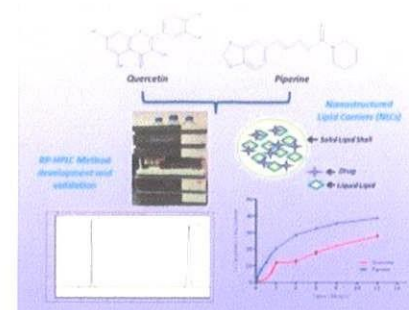 Quercetin
Piperine
Nanostructured
Lipid Carriers (NLCs)
RP-HPLC Method
development and
validation
Solid Lipid Shell
Drug
Liquid Lipid
Quercetin
Piperine